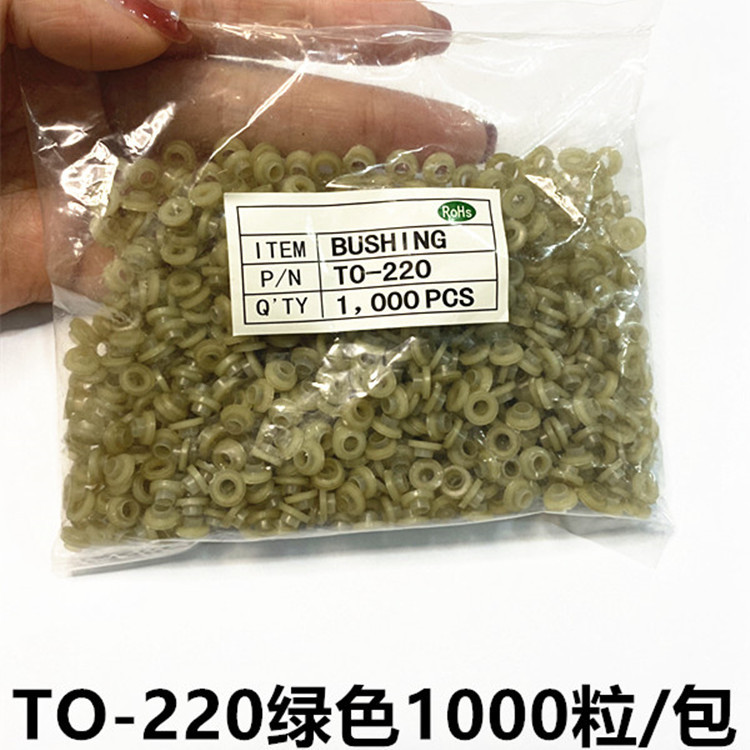 RoHs
ITEM BUSHING
P/N TO-220
Q'TY 1,000 PCS
TO-220绿色1000粒/包